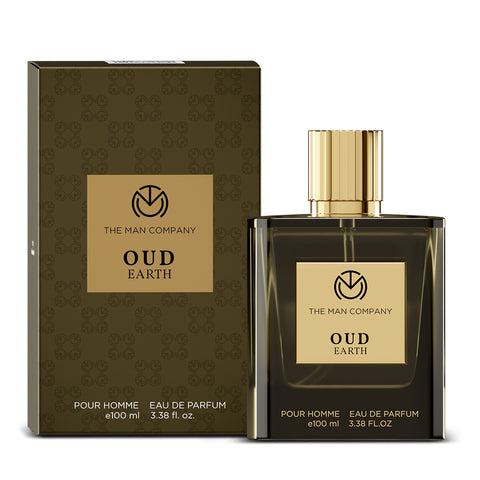 THE MAN COMPANY
OUD
EARTH
POUR HOMME EAU DE PARFUM
e100 ml 3.38 fl. oz.
THE MAN COMPANY
OUD
EARTH
POUR HOMME EAU DE PARFUM
e100 ml 3.38 FL.OZ